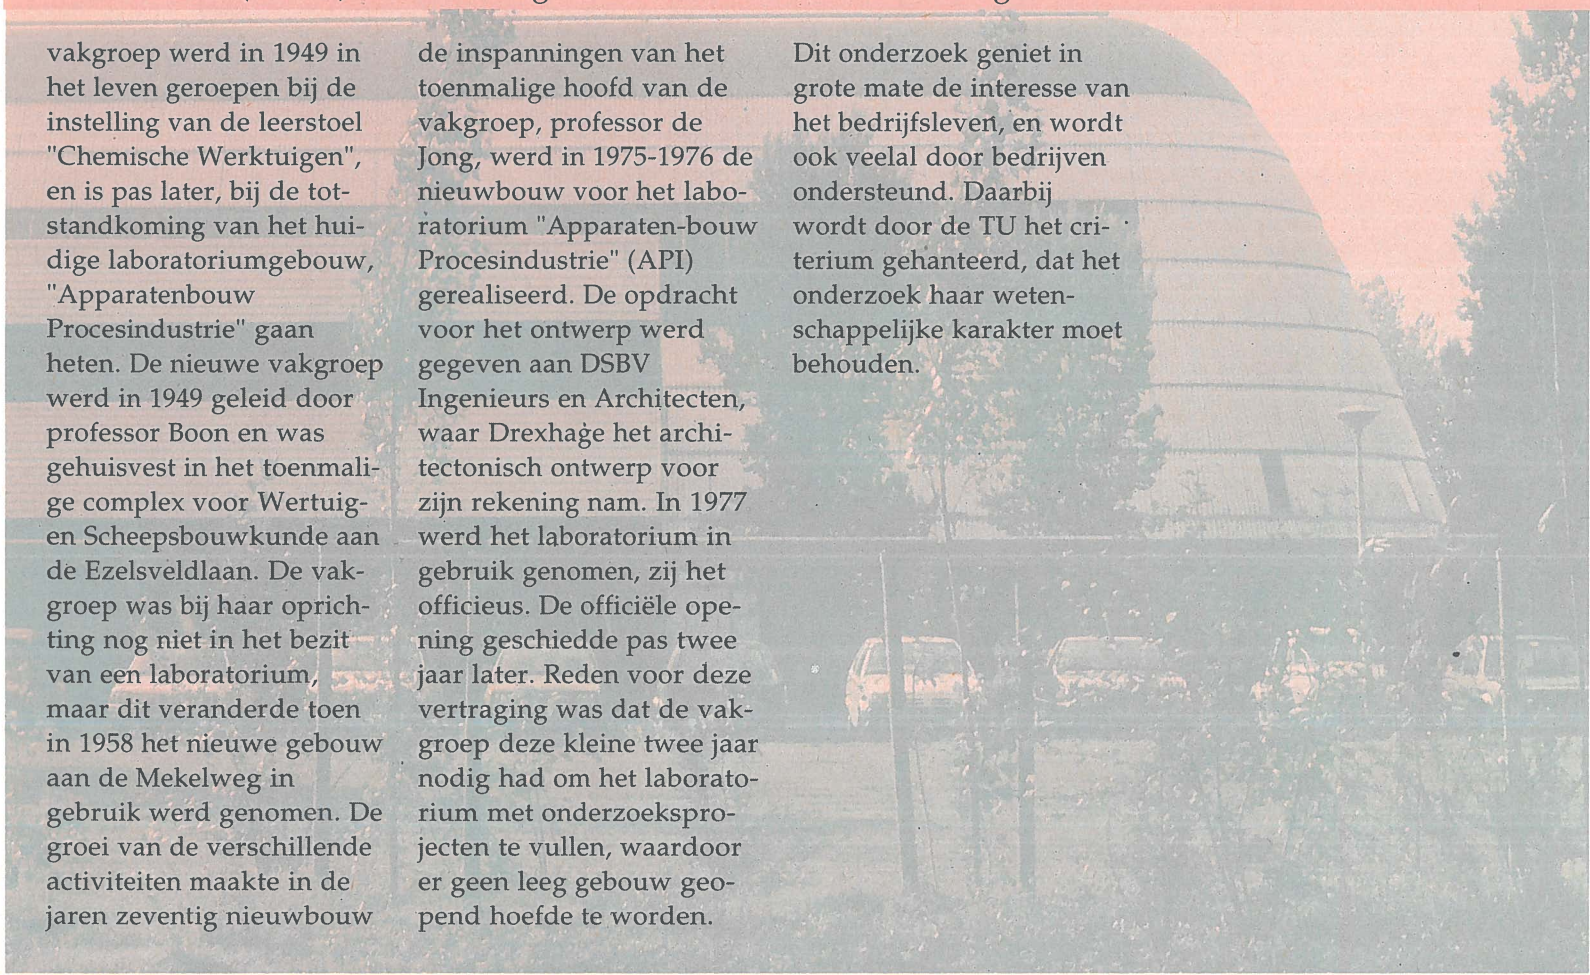 vakgroep werd in 1949 in
het leven geroepen bij de
instelling van de leerstoel
"Chemische Werktuigen",
en is pas later, bij de tot-
standkoming van het hui-
dige laboratoriumgebouw,
"Apparatenbouw
Procesindustrie" gaan
heten. De nieuwe vakgroep
werd in 1949 geleid door
professor Boon en was
gehuisvest in het toenmali-
ge complex voor Wertuig-
en Scheepsbouwkunde aan
de Ezelsveldlaan. De vak-
groep was bij haar oprich-
ting nog niet in het bezit
van een laboratorium,
maar dit veranderde toen
in 1958 het nieuwe gebouw
aan de Mekelweg in
gebruik werd genomen. De
groei van de verschillende
activiteiten maakte in de
jaren zeventig nieuwbouw
de inspanningen van het
toenmalige hoofd van de
vakgroep, professor de
Jong, werd in 1975-1976 de
nieuwbouw voor het labo-
ratorium "Apparaten-bouw
Procesindustrie" (API)
gerealiseerd. De opdracht
voor het ontwerp werd
gegeven aan DSBV
Ingenieurs en Architecten,
waar Drexhage het archi-
tectonisch ontwerp voor
zijn rekening nam. In 1977
werd het laboratorium in
gebruik genomen, zij het
officieus. De officiële ope-
ning geschiedde pas twee
jaar later. Reden voor deze
vertraging was dat de vak-
groep deze kleine twee jaar
nodig had om het laborato-
rium met onderzoekspro-
jecten te vullen, waardoor
er geen leeg gebouw geo-
pend hoefde te worden.
Dit onderzoek geniet in
grote mate de interesse van
het bedrijfsleven, en wordt
ook veelal door bedrijven
ondersteund. Daarbij
wordt door de TU het cri-
terium gehanteerd, dat het
onderzoek haar weten-
schappelijke karakter moet
behouden.